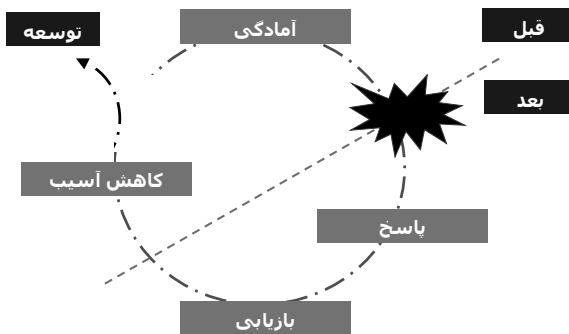 قبل
آمادگی
توسعه
بعد
کاهش آسیب
پاسخ
بازیابی